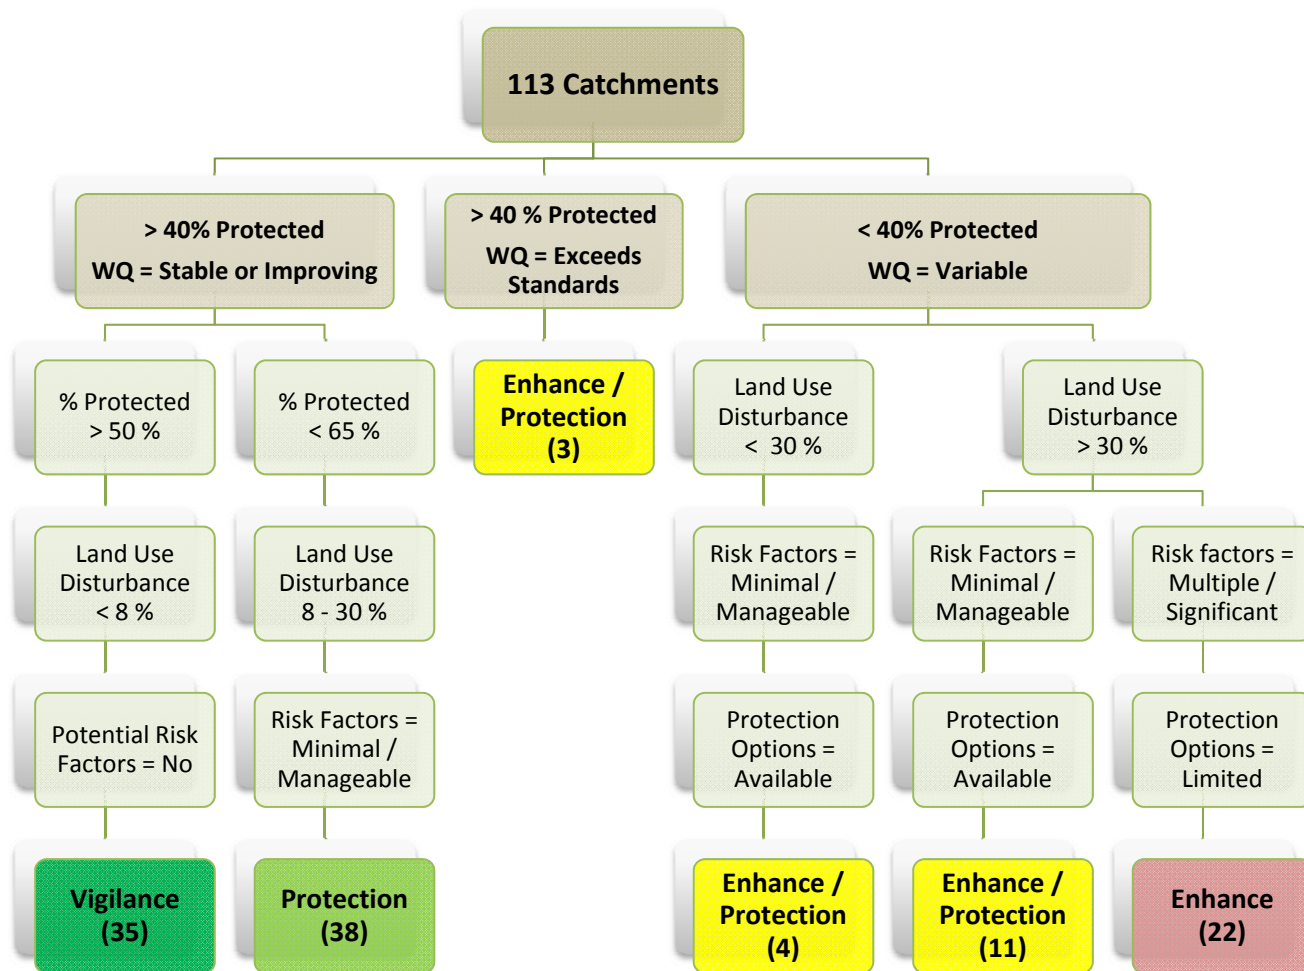 113 Catchments
> 40% Protected
WQ = Stable or Improving
> 40 % Protected
WQ = Exceeds
Standards
< 40% Protected
WQ = Variable
% Protected
> 50 %
% Protected
< 65 %
Enhance /
Protection
(3)
Land Use
Disturbance
< 30 %
Land Use
Disturbance
> 30 %
Land Use
Disturbance
< 8 %
Land Use
Disturbance
8 - 30 %
Risk Factors =
Minimal /
Manageable
Risk Factors =
Minimal /
Manageable
Risk factors =
Multiple /
Significant
Potential Risk
Factors = No
Risk Factors =
Minimal /
Manageable
Protection
Options =
Available
Protection
Options =
Available
Protection
Options =
Limited
Vigilance
(35)
Protection
(38)
Enhance /
Protection
(4)
Enhance /
Protection
(11)
Enhance
(22)